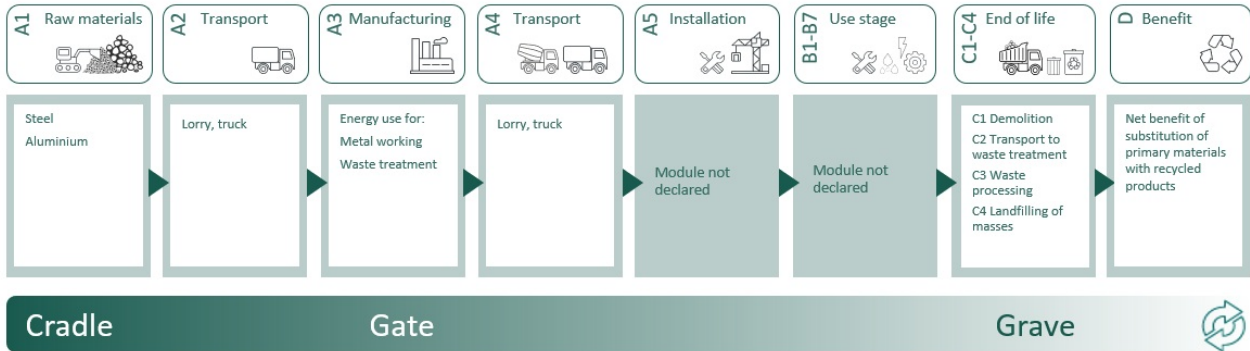 A1 Raw materials
A2 Transport
A3 Manufacturing
A4 Transport
A5 Installation
B1-B7 Use stage
C1-C4 End of life
D Benefit
Steel
Aluminium
Lorry, truck
Energy use for:
Metal working
Waste treatment
Lorry, truck
Module not
declared
Module not
declared
C1 Demolition
C2 Transport to
waste treatment
C3 Waste
processing
C4 Landfilling of
masses
Net benefit of
substitution of
primary materials
with recycled
products
Cradle
Gate
Grave